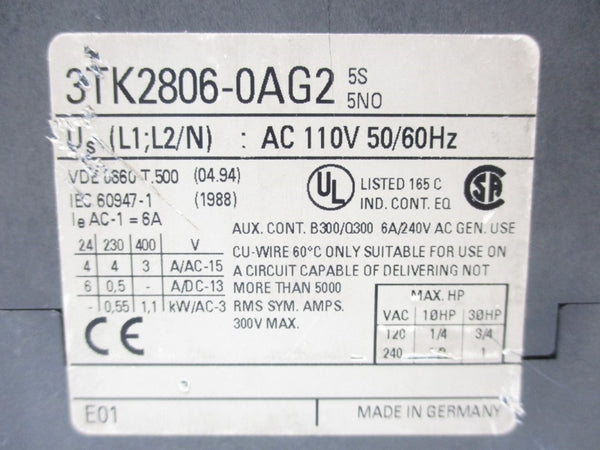 3TK2806-0AG2 5S
5NO
Us (L1;L2/N) : AC 110V 50/60Hz
VDE 0660 T.500 (04.94)
IEC 60947-1 (1988)
Ie AC-1 = 6A
UL LISTED 165 C
IND. CONT. EQ
SA
24 230 400 V
4 4 3 A/AC-15
6 0,5 - A/DC-13
- 0,55 1,1 kW/AC-3
AUX. CONT. B300/Q300 6A/240V AC GEN. USE
CU-WIRE 60°C ONLY SUITABLE FOR USE ON
A CIRCUIT CAPABLE OF DELIVERING NOT
MORE THAN 5000
RMS SYM. AMPS.
300V MAX.
MAX. HP
VAC 1ØHP 3ØHP
120 1/4 3/4
240 1
CE
E01
MADE IN GERMANY